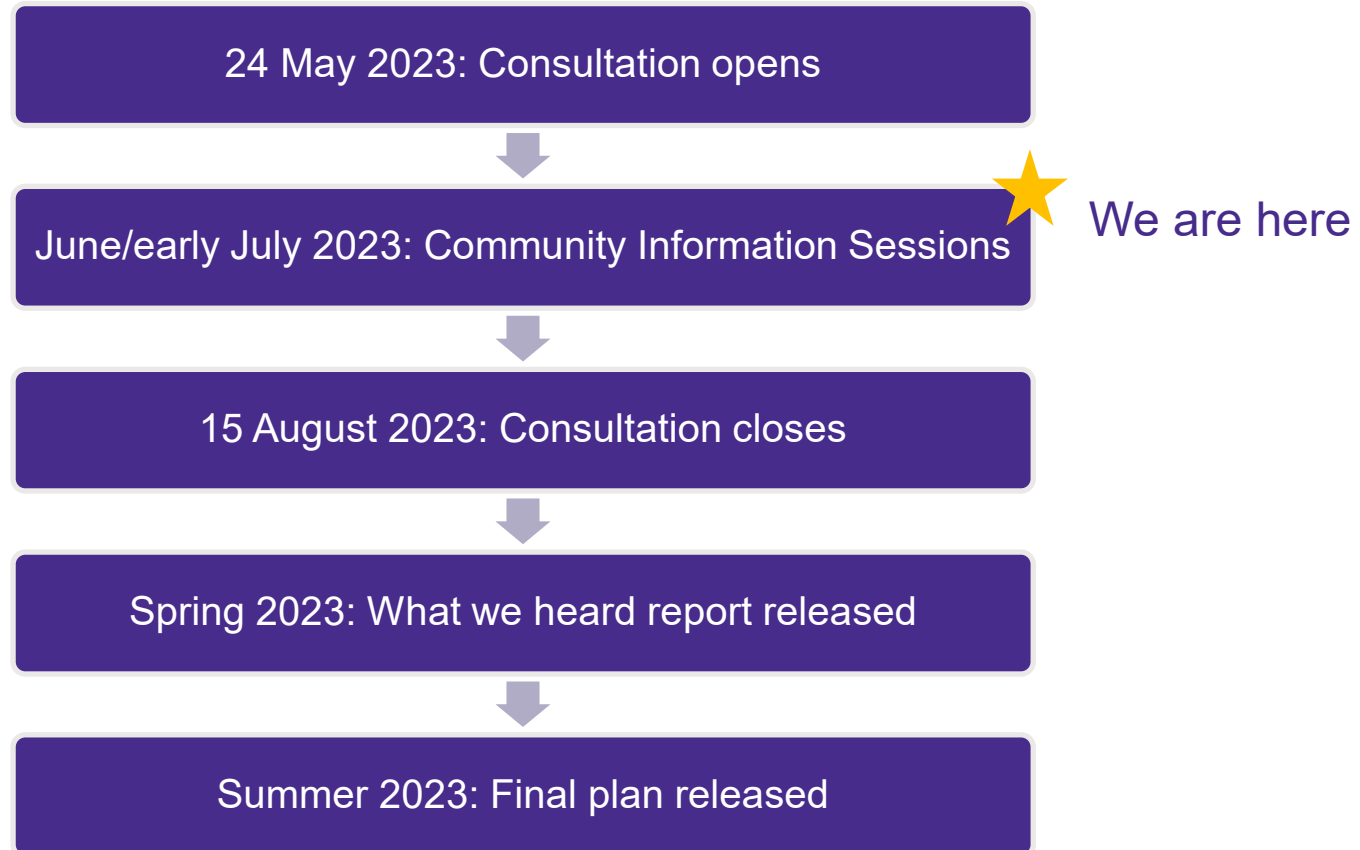 24 May 2023: Consultation opens
June/early July 2023: Community Information Sessions
We are here
15 August 2023: Consultation closes
Spring 2023: What we heard report released
Summer 2023: Final plan released